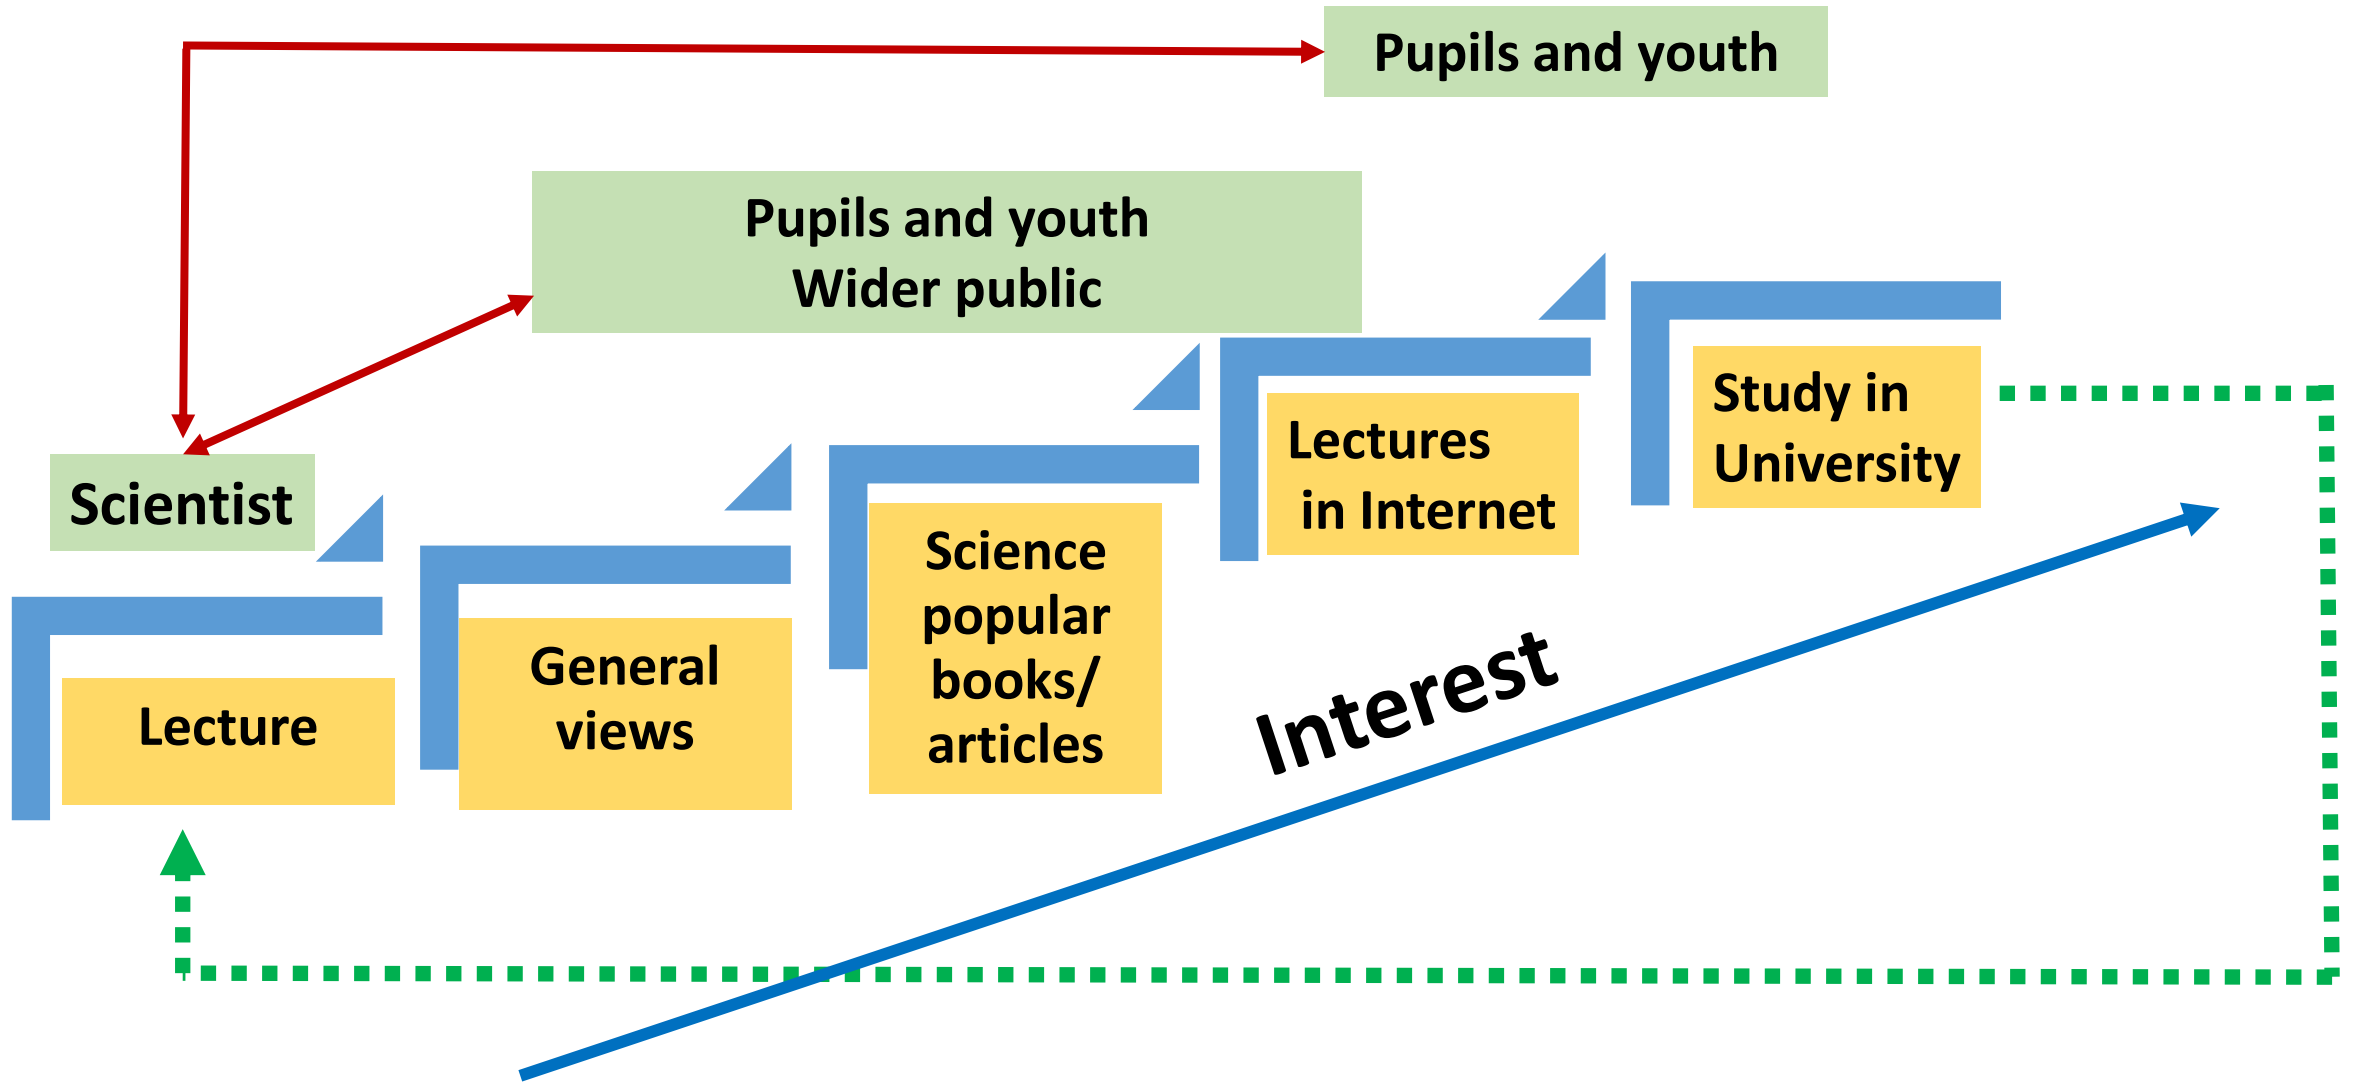 Pupils and youth
Pupils and youth
Wider public
Scientist
Lecture
General
views
Science
popular
books/
articles
Lectures
in Internet
Study in
University
Interest